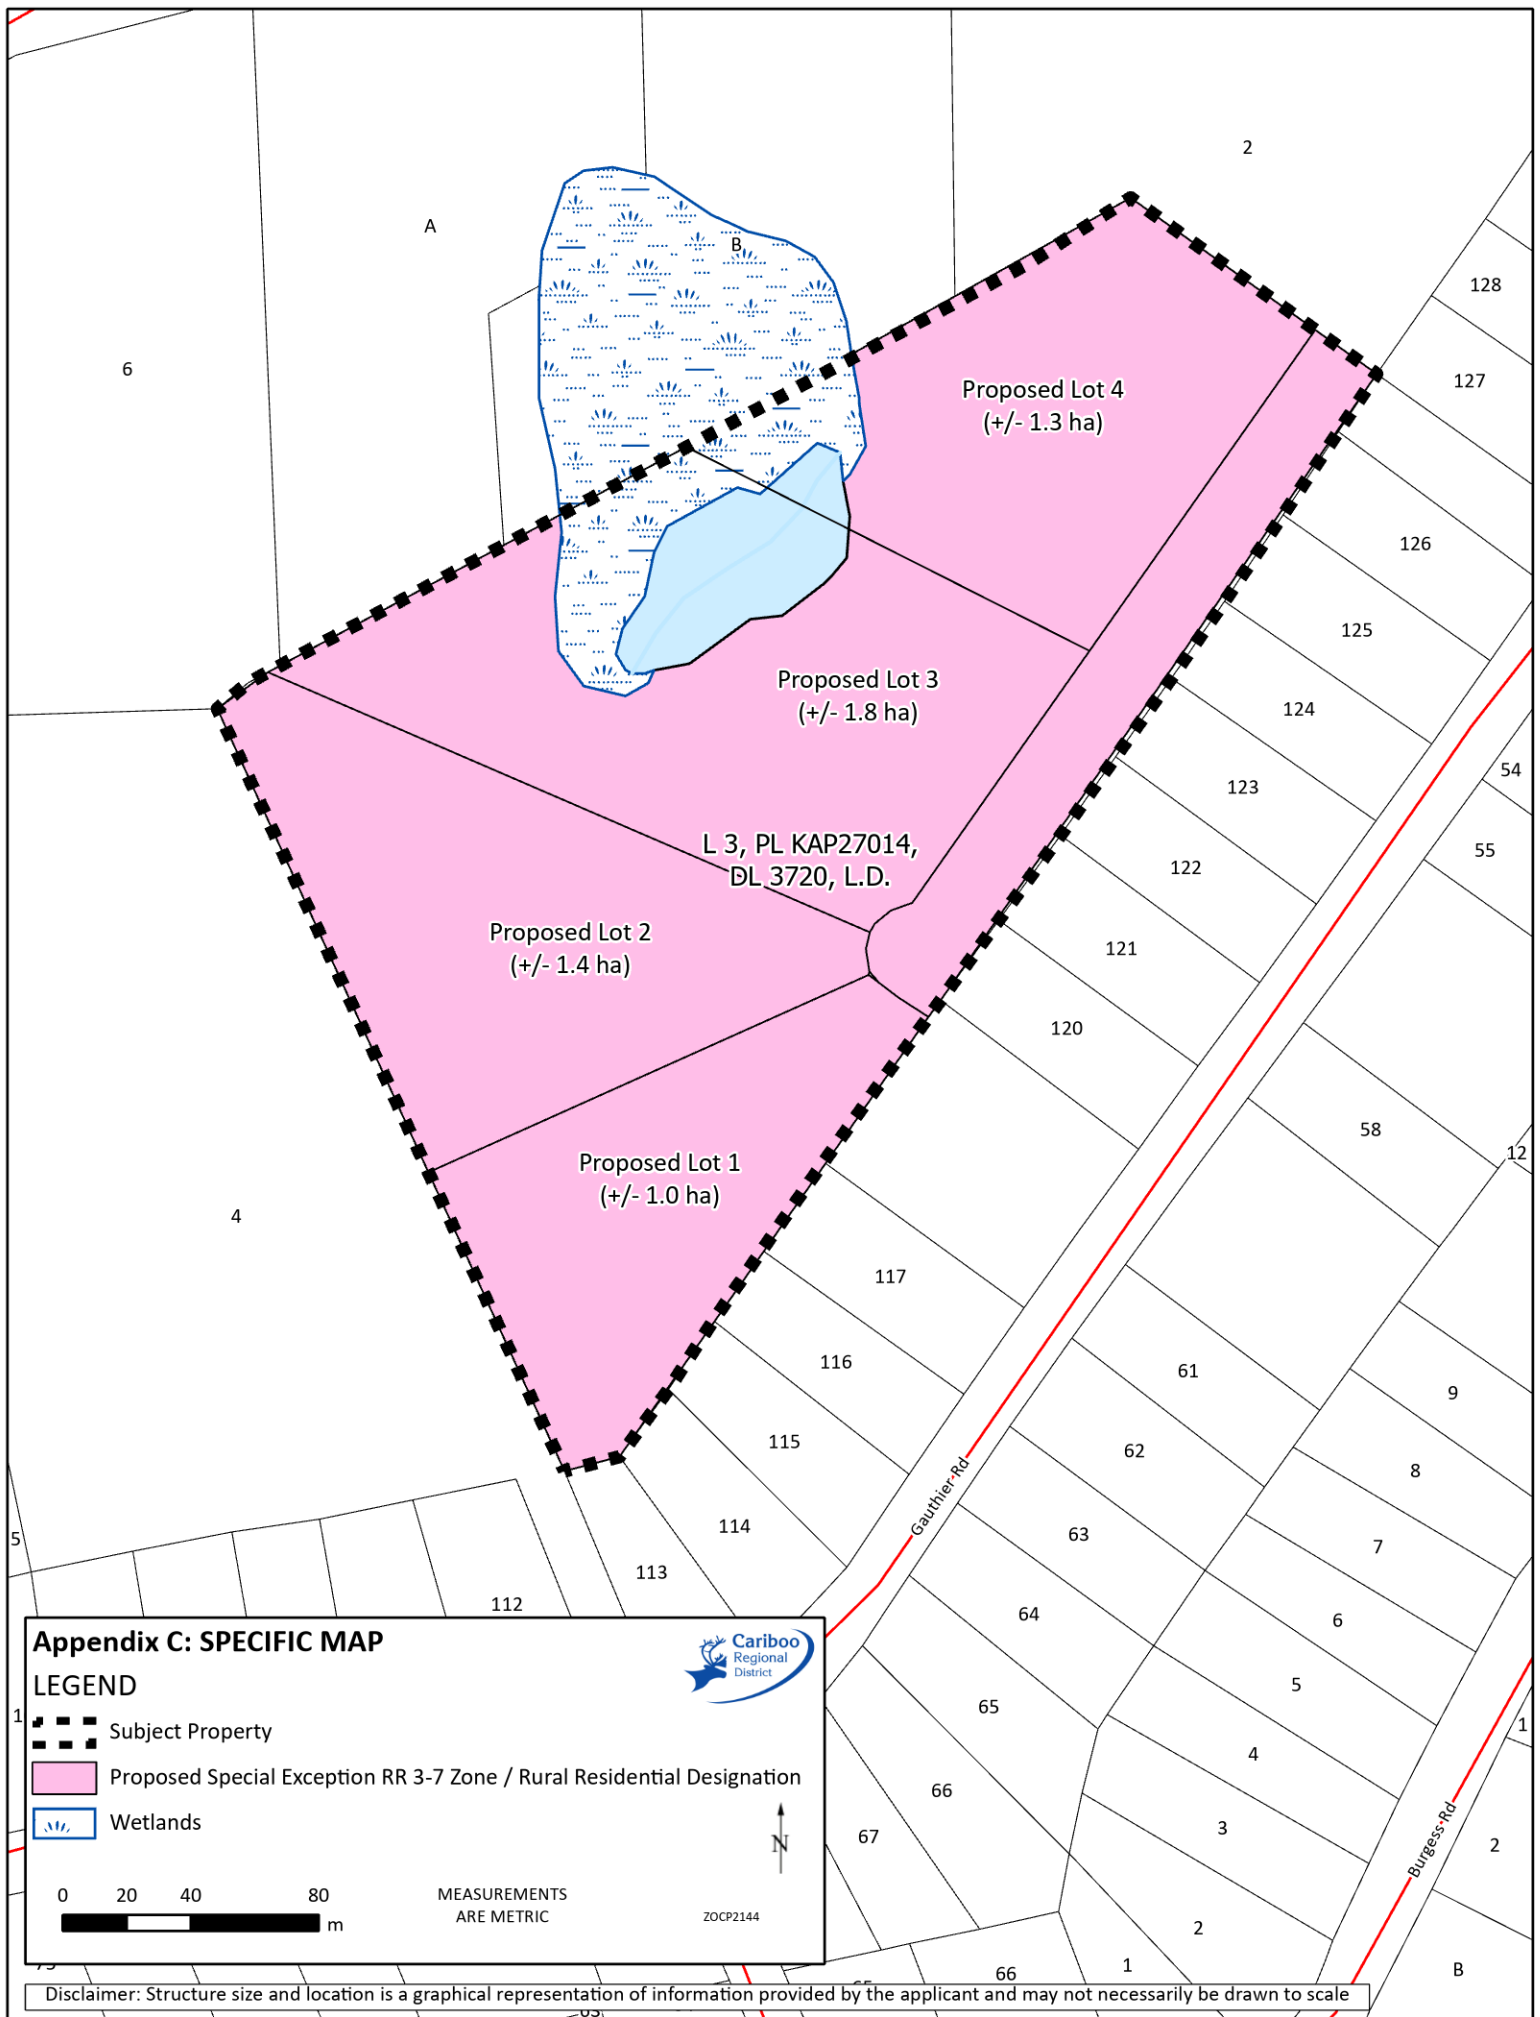 2
A
B
128
6
127
Proposed Lot 4
(+/- 1.3 ha)
126
125
Proposed Lot 3
(+/- 1.8 ha)
124
54
123
L 3, PL KAP27014,
DL 3720, L.D.
55
122
Proposed Lot 2
(+/- 1.4 ha)
121
120
58
12
Proposed Lot 1
(+/- 1.0 ha)
4
117
116
61
9
115
62
8
Gauthier Rd
114
63
7
5
113
112
64
6
65
5
1
4
1
66
3
67
Burgess Rd
2
2
1
66
B
Appendix C: SPECIFIC MAP
Cariboo
Regional
District
LEGEND
Subject Property
Proposed Special Exception RR 3-7 Zone / Rural Residential Designation
Wetlands
N
0 20 40 80
m
MEASUREMENTS
ARE METRIC
ZOCP2144
Disclaimer: Structure size and location is a graphical representation of information provided by the applicant and may not necessarily be drawn to scale